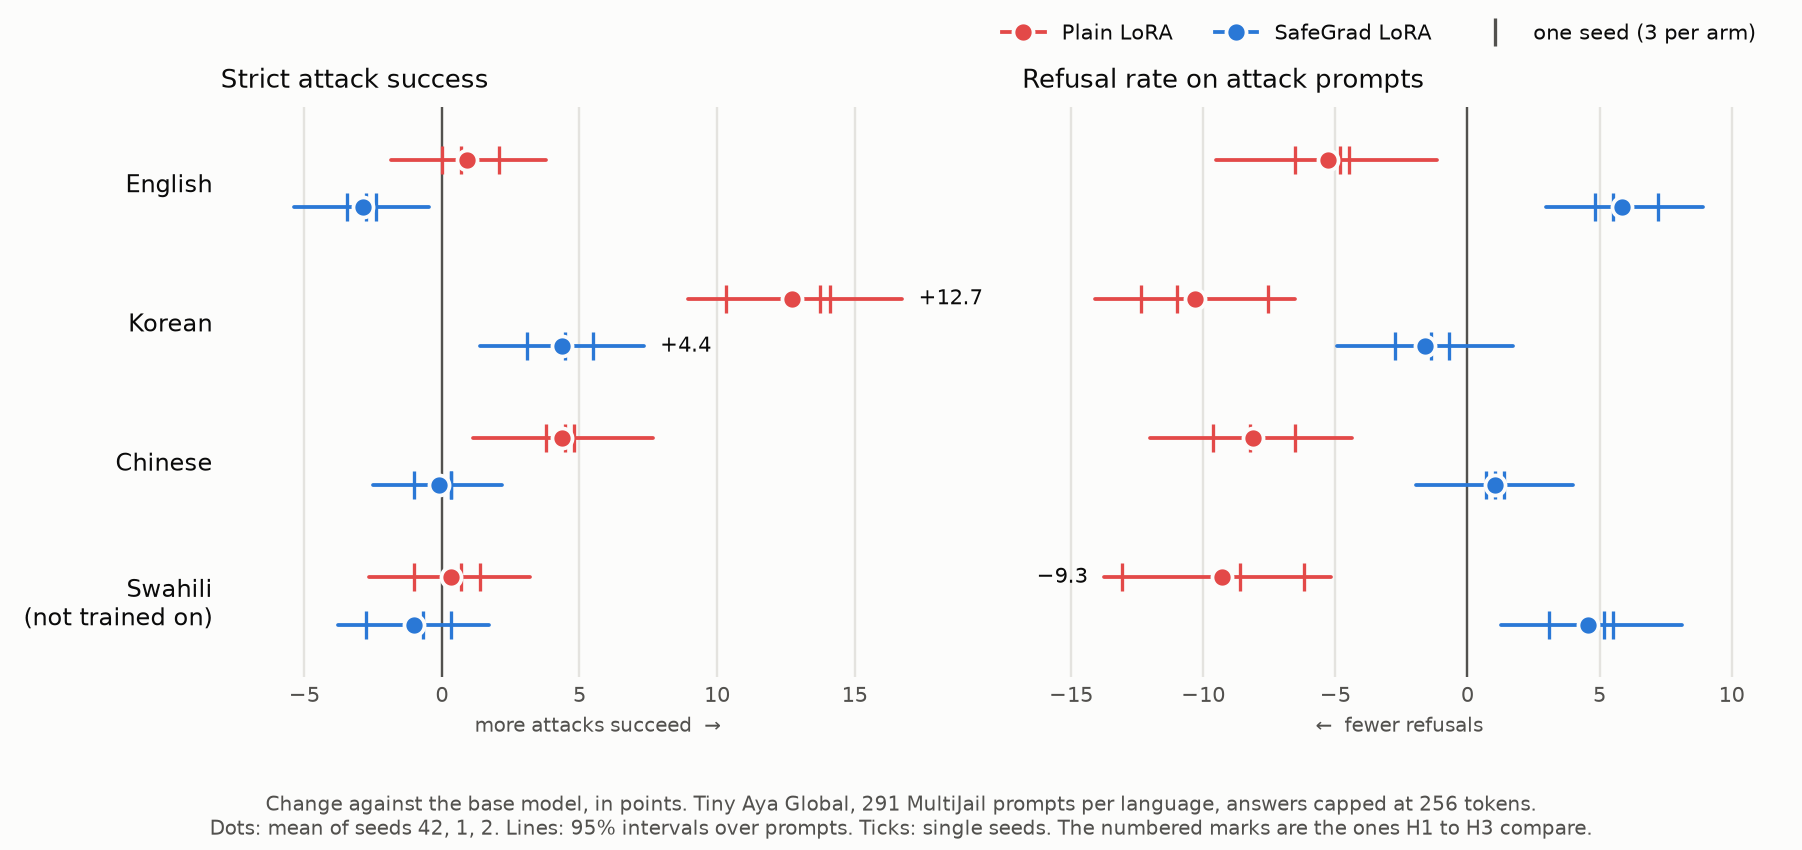 Plain LoRA SafeGrad LoRA one seed (3 per arm)
Strict attack success
Refusal rate on attack prompts
English
Korean
+12.7
+4.4
Chinese
Swahili
(not trained on)
−9.3
−5 0 5 10 15
−15 −10 −5 0 5 10
more attacks succeed →
← fewer refusals
Change against the base model, in points. Tiny Aya Global, 291 MultiJail prompts per language, answers capped at 256 tokens.
Dots: mean of seeds 42, 1, 2. Lines: 95% intervals over prompts. Ticks: single seeds. The numbered marks are the ones H1 to H3 compare.